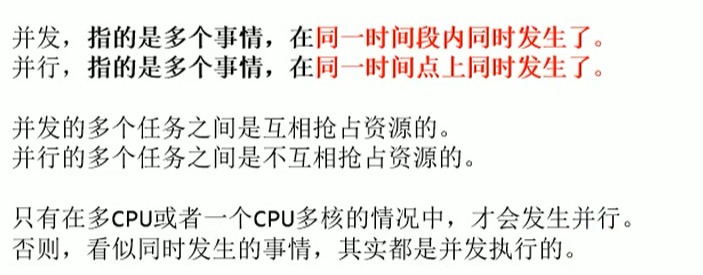 并发，指的是多个事情，在同一时间段内同时发生了。
并行，指的是多个事情，在同一时间点上同时发生了。
并发的多个任务之间是互相抢占资源的。
并行的多个任务之间是不互相抢占资源的。
只有在多CPU或者一个CPU多核的情况中，才会发生并行。
否则，看似同时发生的事情，其实都是并发执行的。